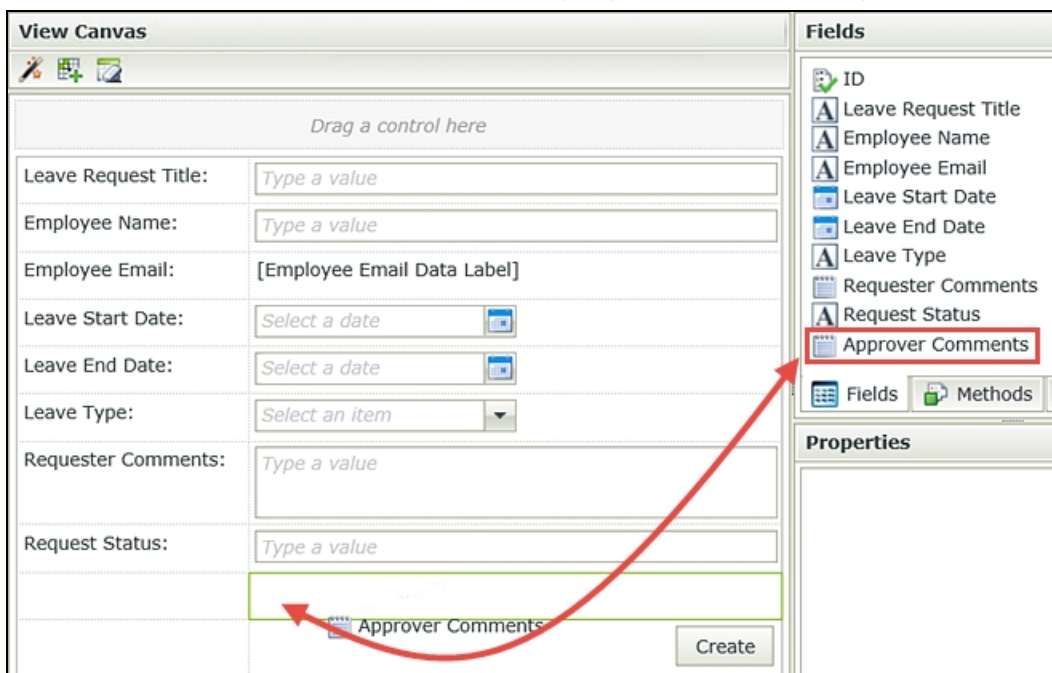 View Canvas
Drag a control here
Leave Request Title:
Type a value
Employee Name:
Type a value
Employee Email:
[Employee Email Data Label]
Leave Start Date:
Select a date
Leave End Date:
Select a date
Leave Type:
Select an item
Requester Comments:
Type a value
Request Status:
Type a value
Approver Comments
Create
Fields
ID
A Leave Request Title
A Employee Name
A Employee Email
Leave Start Date
Leave End Date
A Leave Type
Requester Comments
A Request Status
Approver Comments
Fields
Methods
Properties